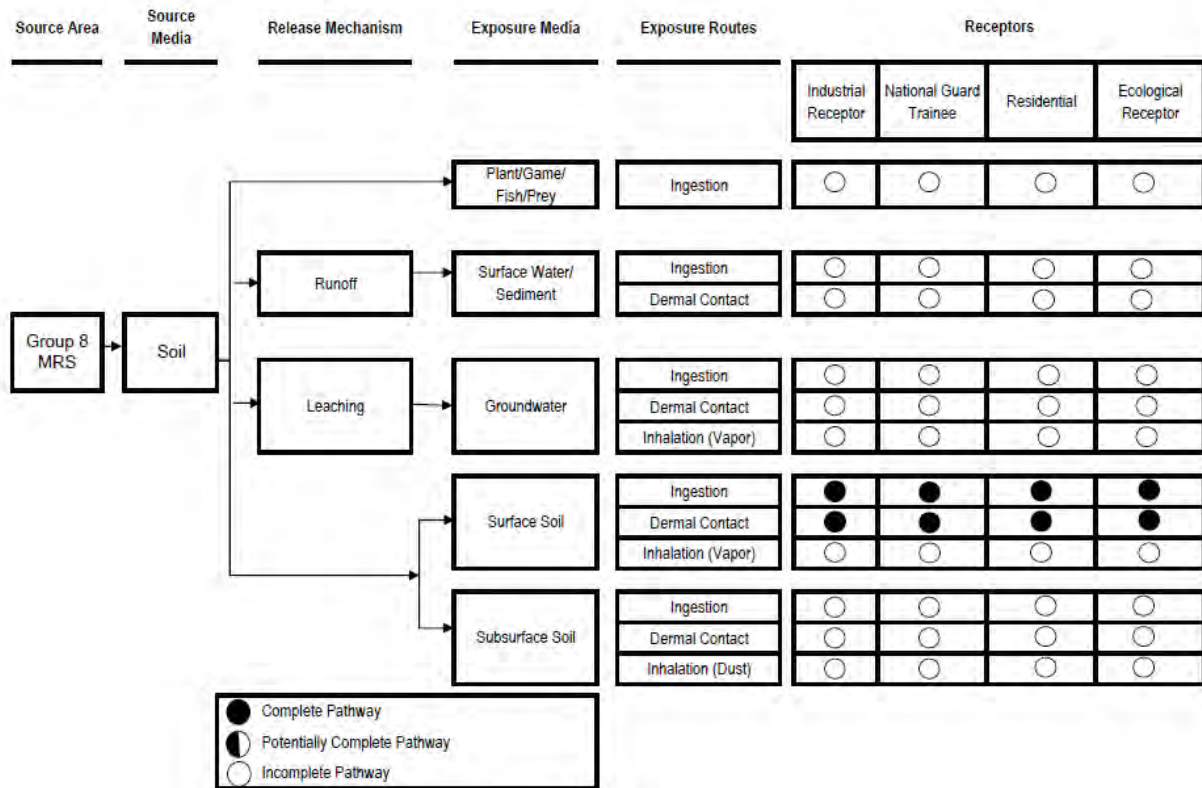 Source Area
Source
Media
Release Mechanism
Exposure Media
Exposure Routes
Receptors
Industrial
Receptor
National Guard
Trainee
Residential
Ecological
Receptor
Plant/Game/
Fish/Prey
Ingestion
Runoff
Surface Water/
Sediment
Ingestion
Dermal Contact
Group 8
MRS
Soil
Leaching
Groundwater
Ingestion
Dermal Contact
Inhalation (Vapor)
Surface Soil
Ingestion
Dermal Contact
Inhalation (Vapor)
Subsurface Soil
Ingestion
Dermal Contact
Inhalation (Dust)
Complete Pathway
Potentially Complete Pathway
Incomplete Pathway